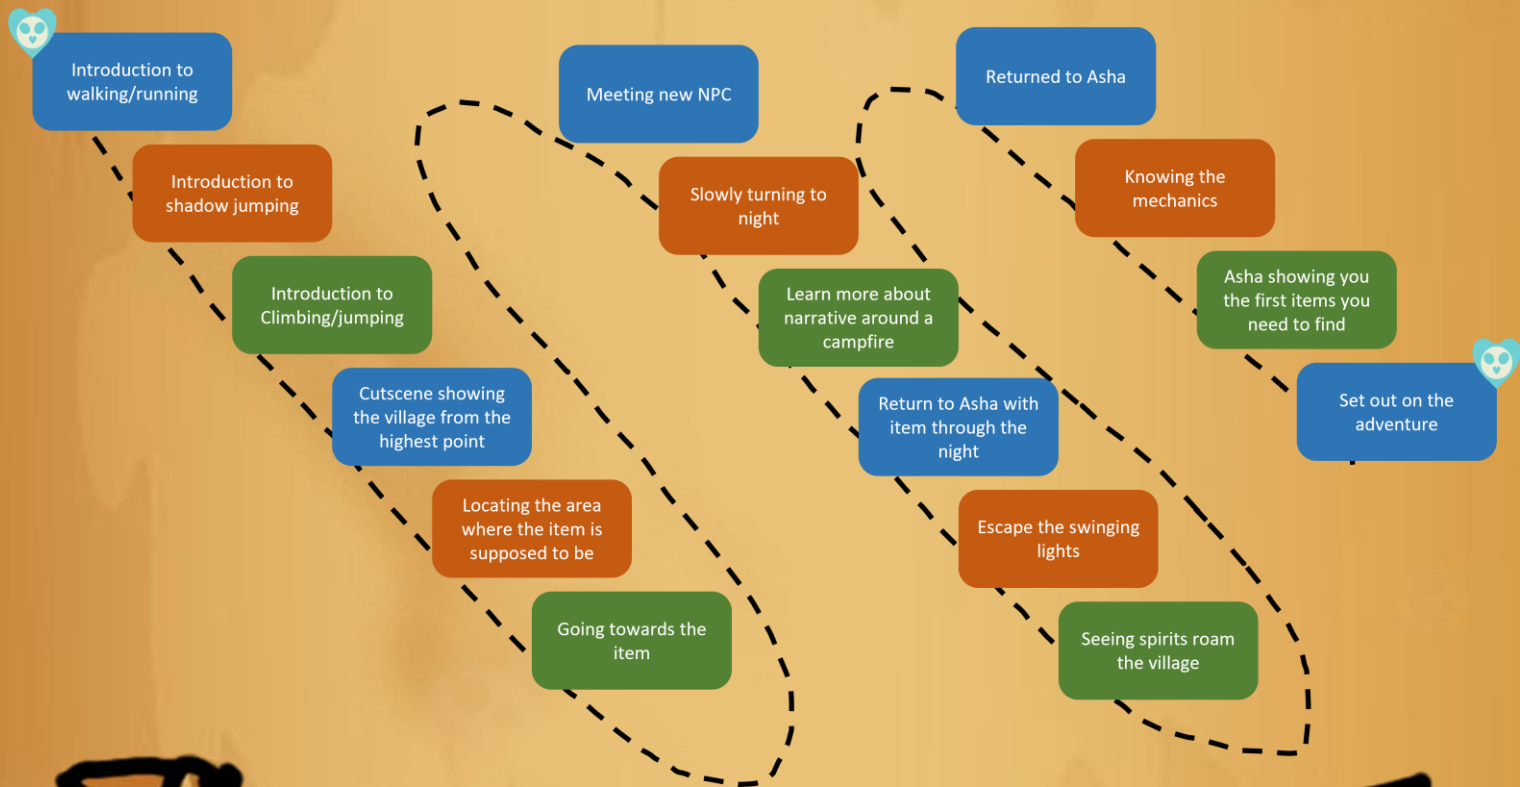 Introduction to
walking/running
Introduction to
shadow jumping
Introduction to
Climbing/jumping
Cutscene showing
the village from the
highest point
Locating the area
where the item is
supposed to be
Going towards the
item
Meeting new NPC
Slowly turning to
night
Learn more about
narrative around a
campfire
Return to Asha with
item through the
night
Escape the swinging
lights
Seeing spirits roam
the village
Returned to Asha
Knowing the
mechanics
Asha showing you
the first items you
need to find
Set out on the
adventure